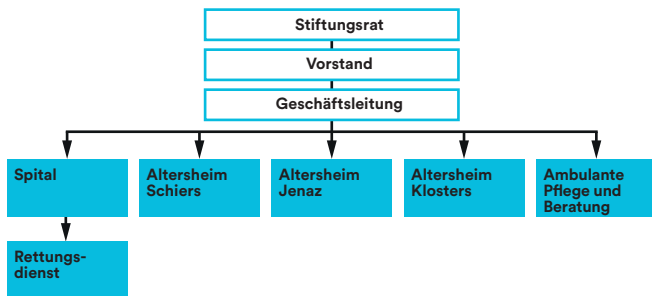 Stiftungsrat
Vorstand
Geschäftsleitung
Spital
Altersheim
Schiers
Altersheim
Jenaz
Altersheim
Klosters
Ambulante
Pflege und
Beratung
Rettungs-
dienst